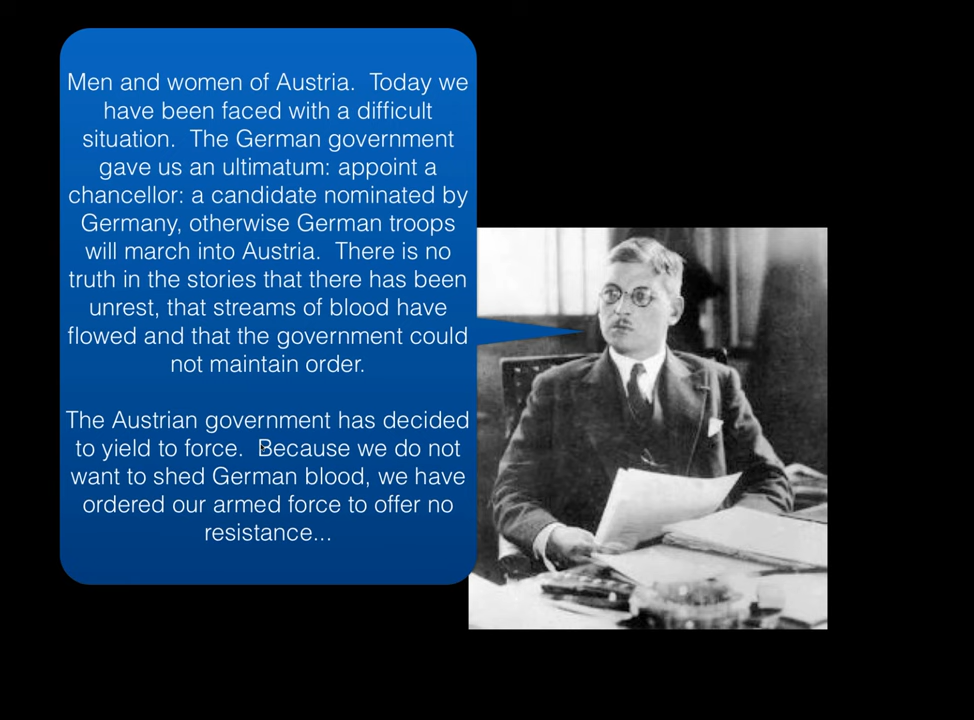 Men and women of Austria.  Today we
have been faced with a difficult
situation.  The German government
gave us an ultimatum: appoint a
chancellor: a candidate nominated by
Germany, otherwise German troops
will march into Austria.  There is no
truth in the stories that there has been
unrest, that streams of blood have
flowed and that the government could
not maintain order.
The Austrian government has decided
to yield to force.  Because we do not
want to shed German blood, we have
ordered our armed force to offer no
resistance...